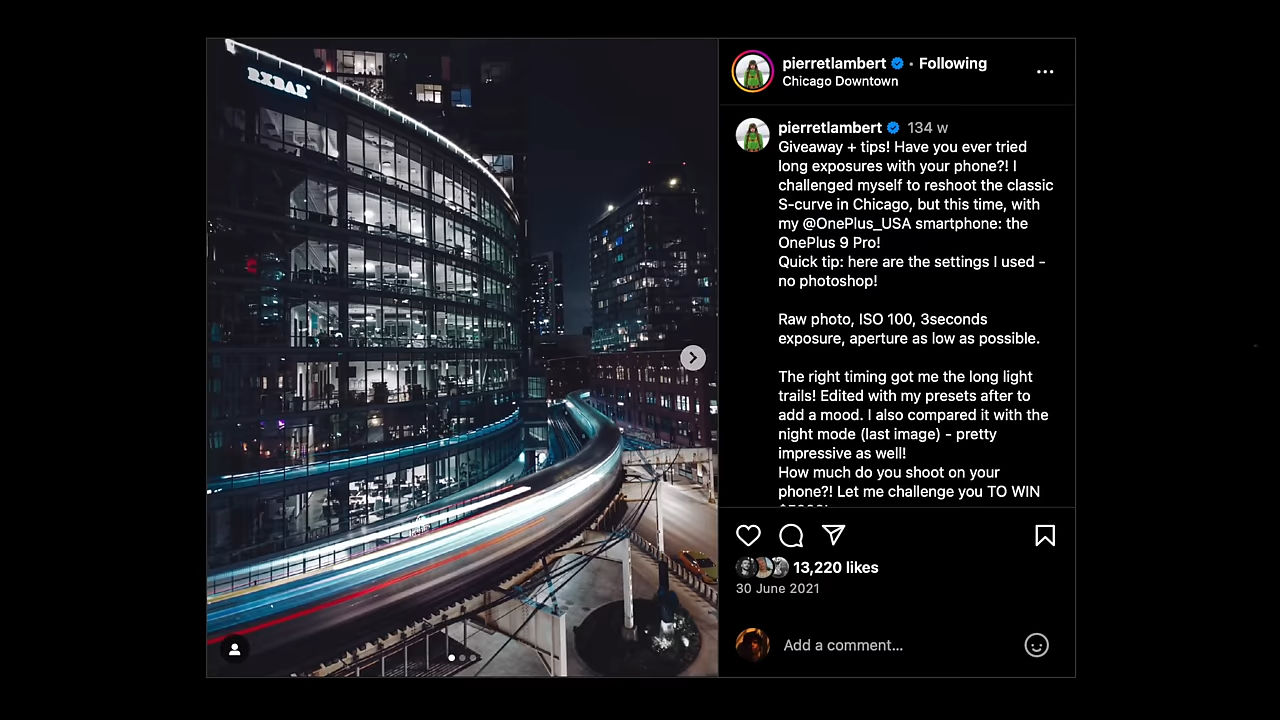 RXBAR
pierretlambert • Following
Chicago Downtown
pierretlambert 134 w
Giveaway + tips! Have you ever tried
long exposures with your phone?! I
challenged myself to reshoot the classic
S-curve in Chicago, but this time, with
my @OnePlus_USA smartphone: the
OnePlus 9 Pro!
Quick tip: here are the settings I used -
no photoshop!
Raw photo, ISO 100, 3seconds
exposure, aperture as low as possible.
The right timing got me the long light
trails! Edited with my presets after to
add a mood. I also compared it with the
night mode (last image) - pretty
impressive as well!
How much do you shoot on your
phone?! Let me challenge you TO WIN
13,220 likes
30 June 2021
Add a comment...